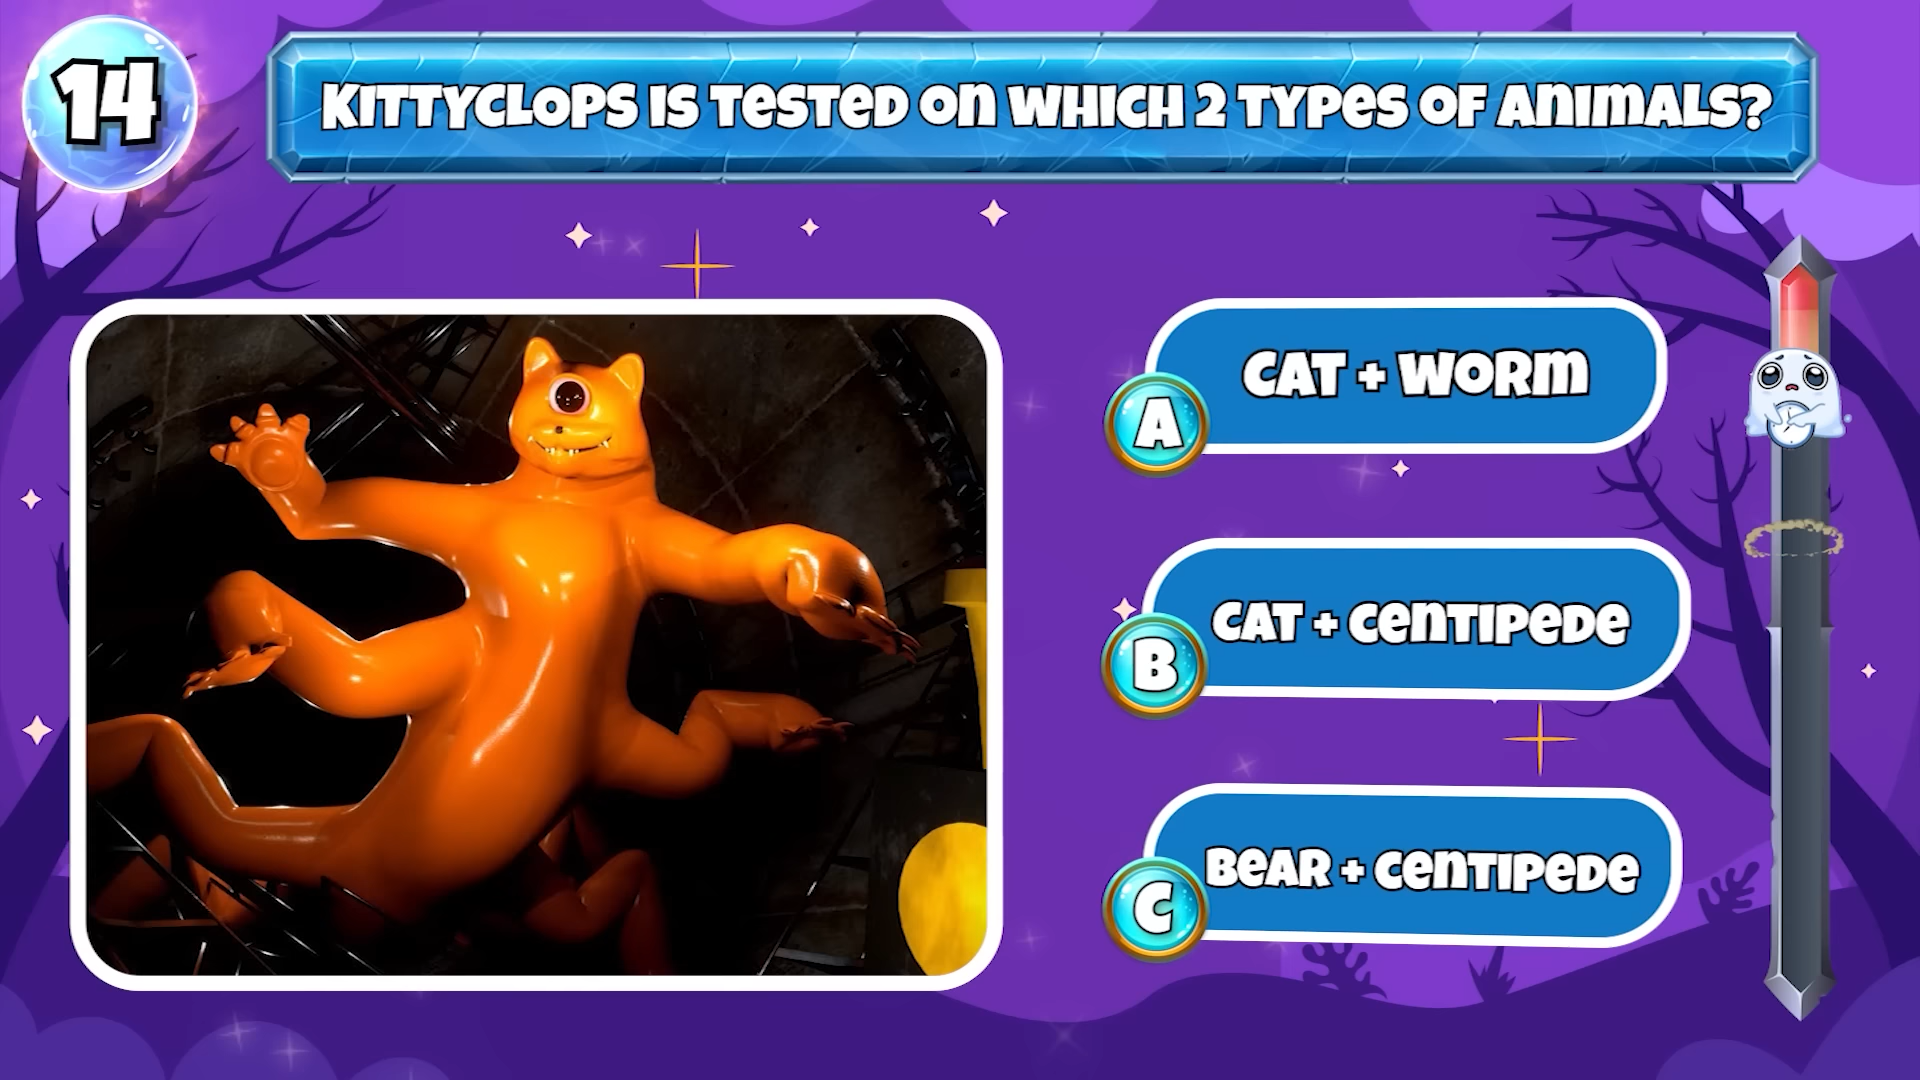 14
KITTYCLOPS IS TESTED ON WHICH 2 TYPES OF ANIMALS?
A
CAT + WORM
B
CAT + CENTIPEDE
C
BEAR + CENTIPEDE